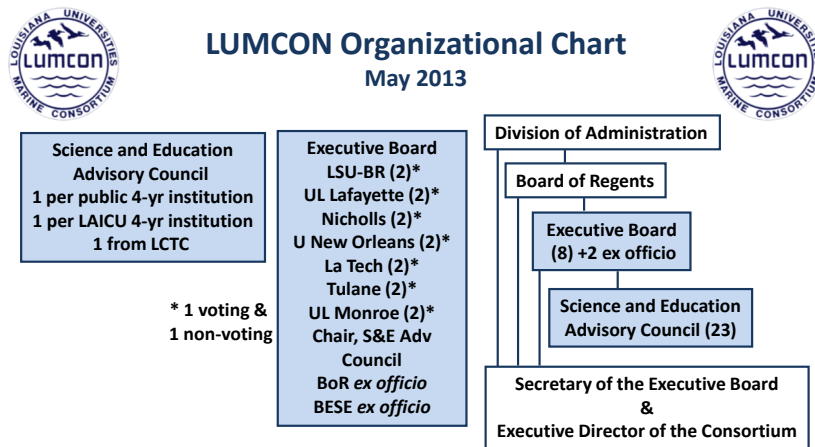 LOUISIANA UNIVERSITIES
LUMCON
MARINE CONSORTIUM
LUMCON Organizational Chart
May 2013
LOUISIANA UNIVERSITIES
LUMCON
MARINE CONSORTIUM
Science and Education
Advisory Council
1 per public 4-yr institution
1 per LAICU 4-yr institution
1 from LCTC
* 1 voting &
1 non-voting
Executive Board
LSU-BR (2)*
UL Lafayette (2)*
Nicholls (2)*
U New Orleans (2)*
La Tech (2)*
Tulane (2)*
UL Monroe (2)*
Chair, S&E Adv
Council
BoR ex officio
BESE ex officio
Division of Administration
Board of Regents
Executive Board
(8) +2 ex officio
Science and Education
Advisory Council (23)
Secretary of the Executive Board
&
Executive Director of the Consortium